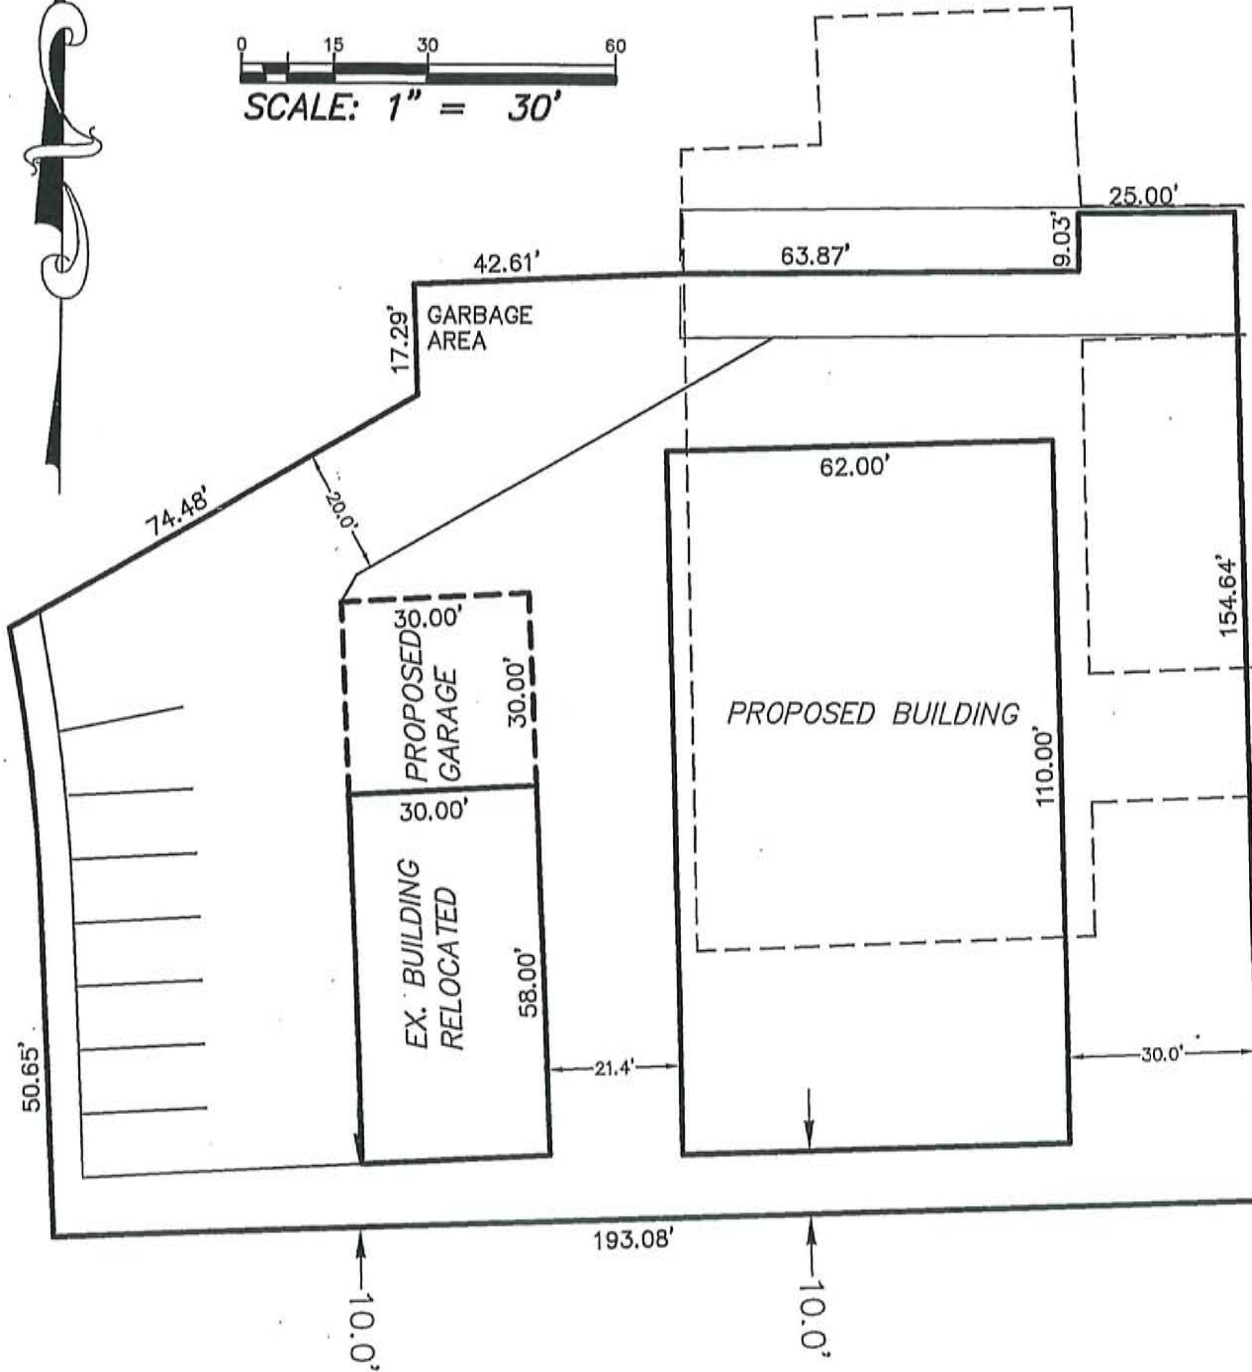 0 15 30 60
SCALE: 1" = 30'
25.00'
9.03'
42.61'
63.87'
17.29'
GARBAGE
AREA
62.00'
74.48'
20.0'
154.64'
30.00'
PROPOSED
GARAGE
30.00'
PROPOSED BUILDING
110.00'
30.00'
EX. BUILDING
RELOCATED
58.00'
50.65'
21.4'
30.0'
193.08'
10.0'
10.0'